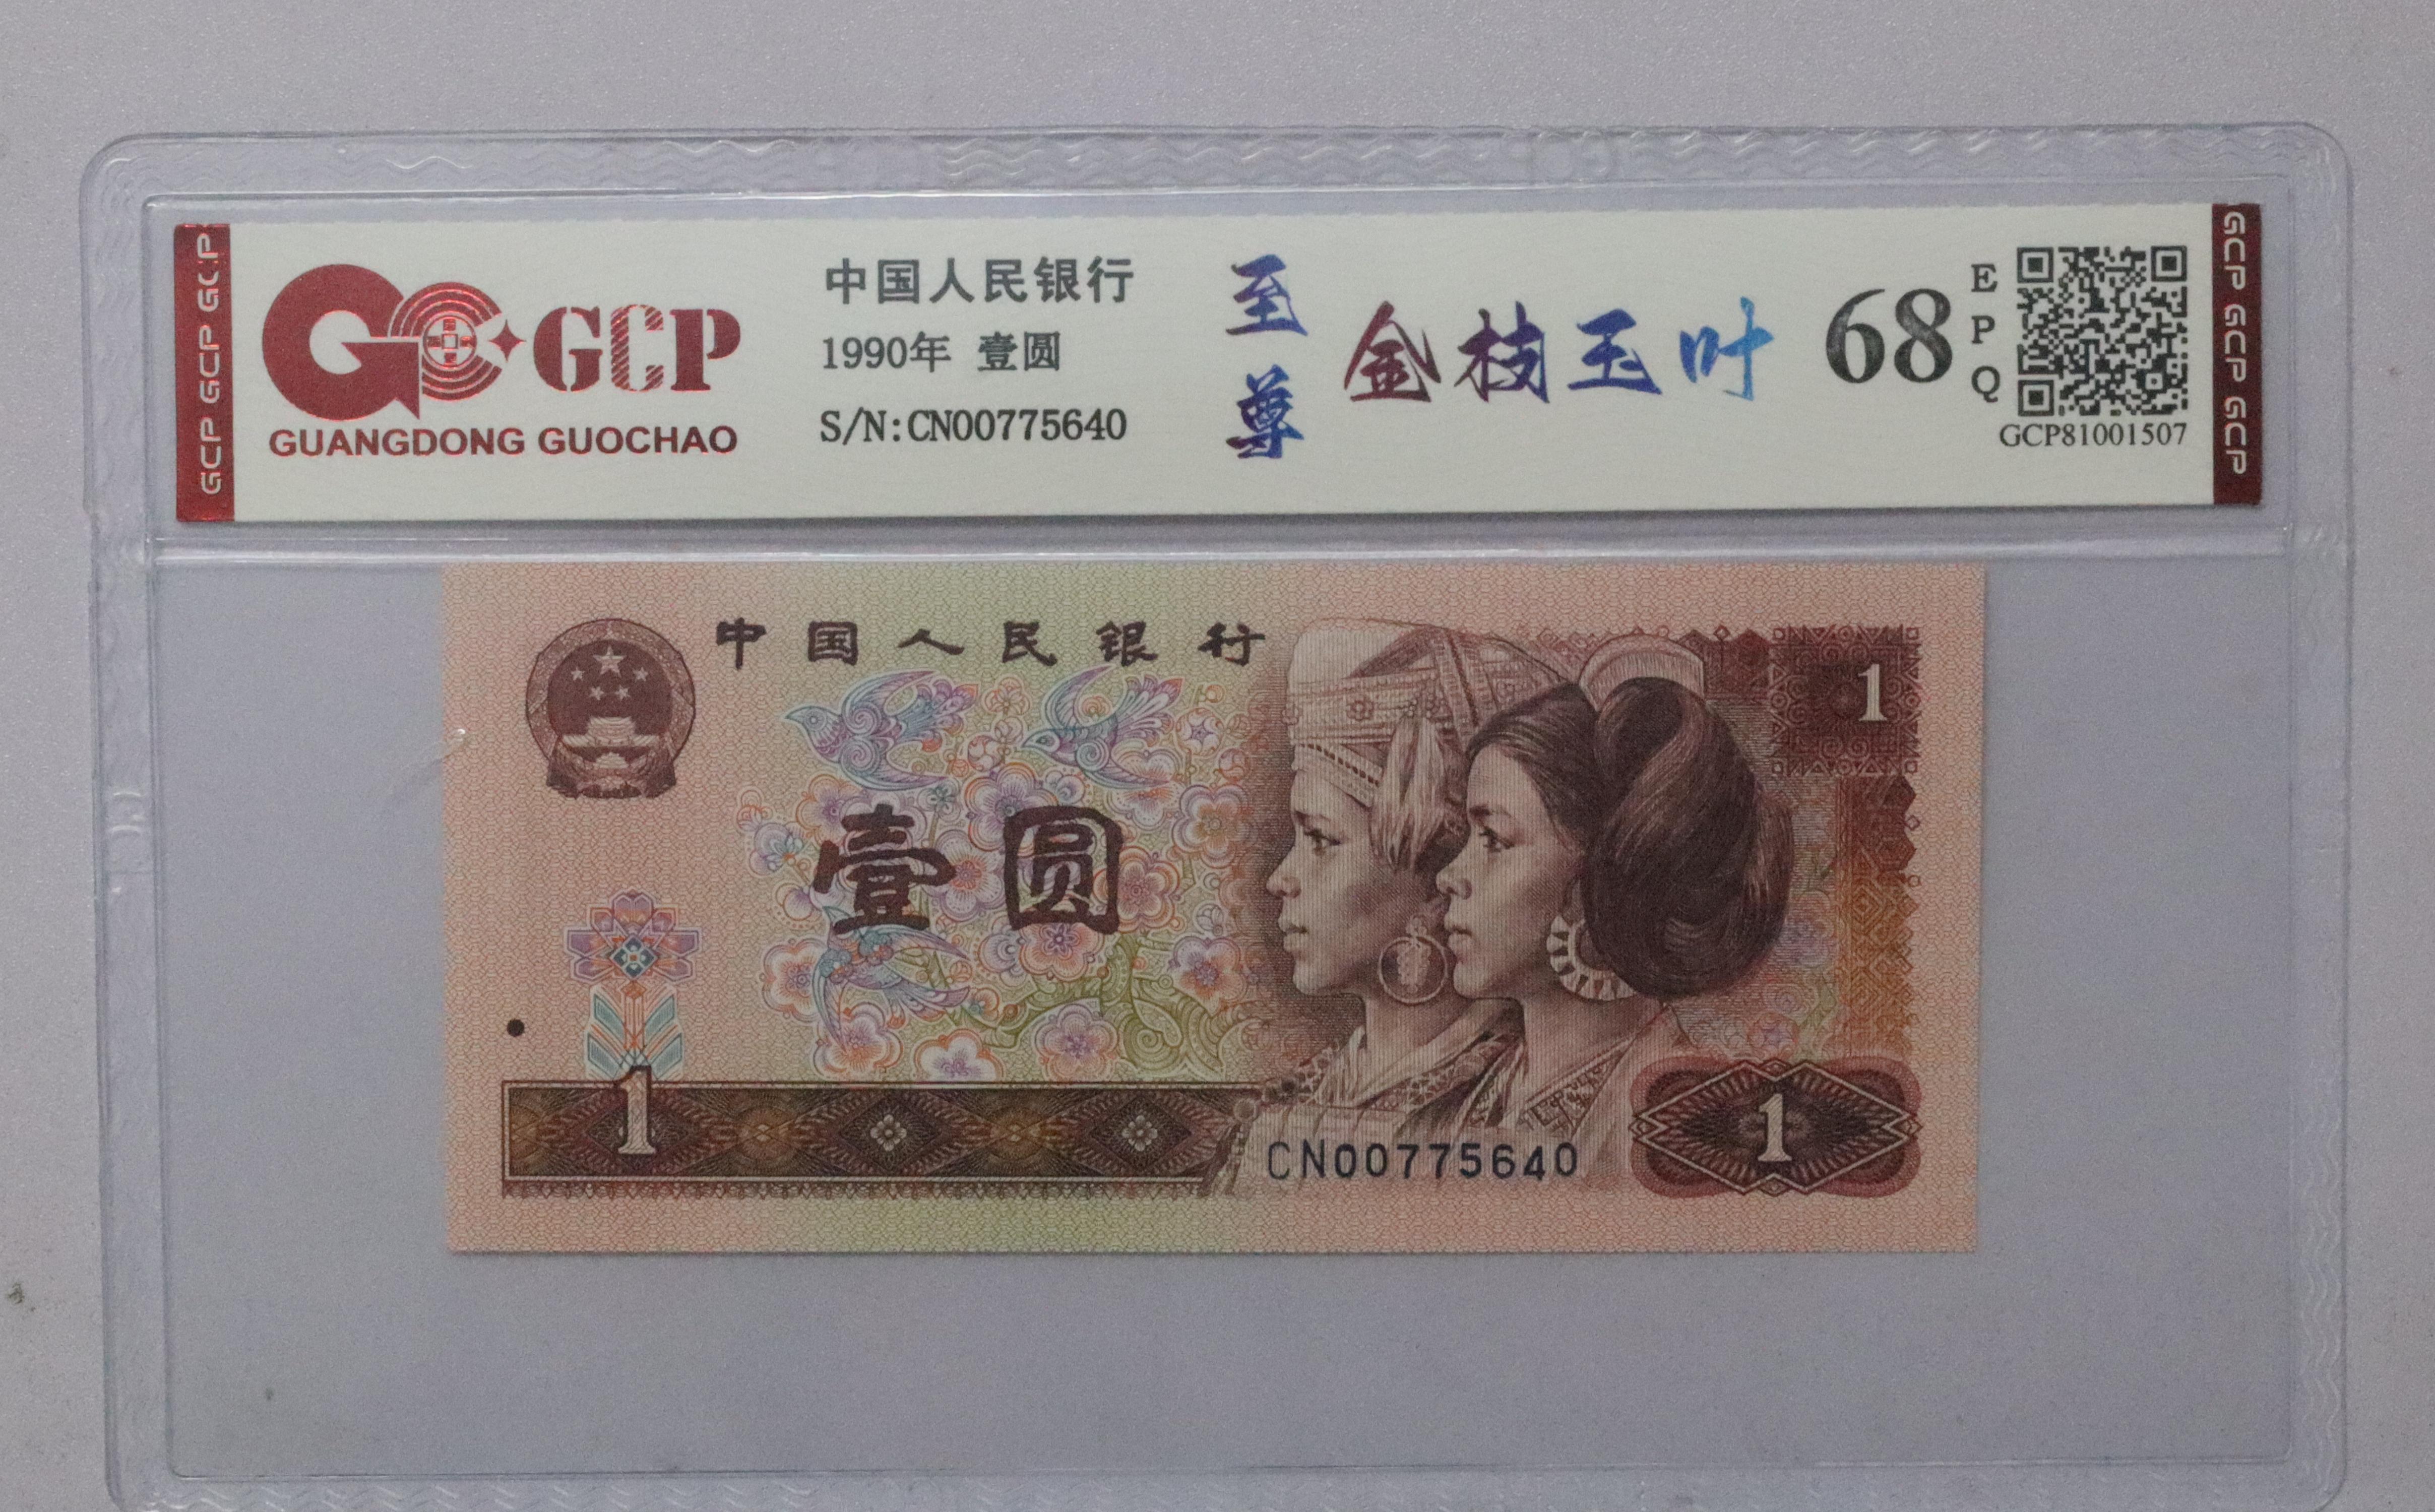 GCP GCP GCP
GCP
GUANGDONG GUOCHAO
中国人民银行
1990年 壹圆
S/N:CN00775640
至尊
金枝玉叶
68
EPQ
GCP81001507
GCP GCP GCP
中国人民银行
1
壹圆
1
CN00775640
1